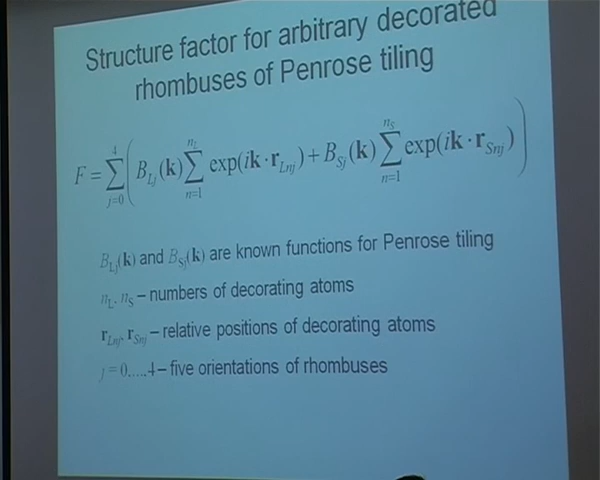 Structure factor for arbitrary decorated
rhombuses of Penrose tiling
F = ∑_{j=0}^{4} ( B_{Lj}(k) ∑_{n=1}^{n_L} exp(ik · r_{Lnj}) + B_{Sj}(k) ∑_{n=1}^{n_S} exp(ik · r_{Snj}) )
B_{Lj}(k) and B_{Sj}(k) are known functions for Penrose tiling
n_L, n_S – numbers of decorating atoms
r_{Lnj}, r_{Snj} – relative positions of decorating atoms
j = 0,...,4 – five orientations of rhombuses